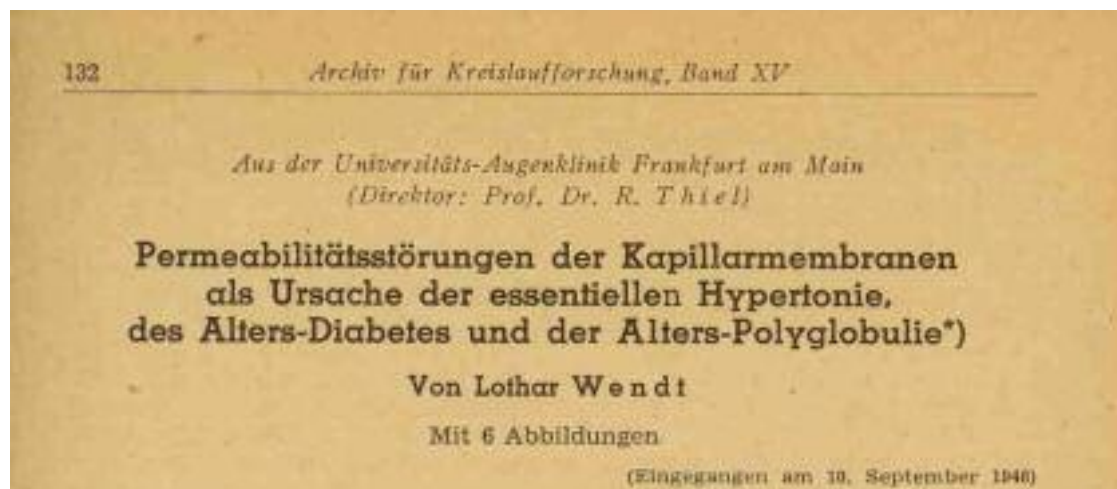 132 Archiv für Kreislaufforschung, Band XV
Aus der Universitäts-Augenklinik Frankfurt am Main
(Direktor: Prof. Dr. R. Thiel)
Permeabilitätsstörungen der Kapillarmembranen
als Ursache der essentiellen Hypertonie,
des Alters-Diabetes und der Alters-Polyglobulie*)
Von Lothar Wendt
Mit 6 Abbildungen
(Eingegangen am 10. September 1948)